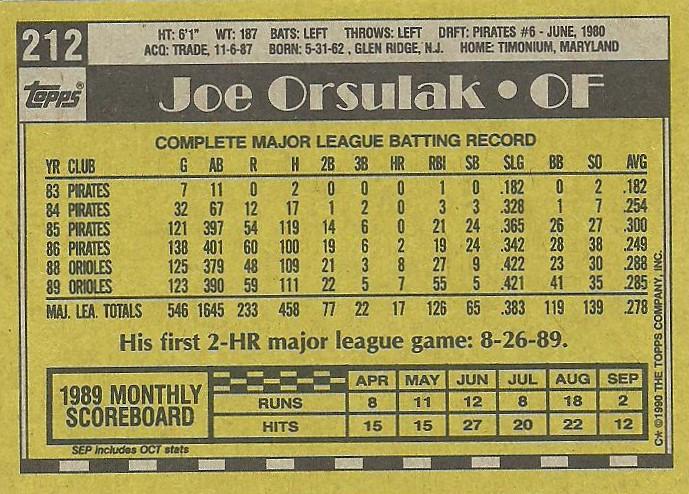 212
HT: 6'1" WT: 187 BATS: LEFT THROWS: LEFT DRFT: PIRATES #6 - JUNE, 1980
ACQ: TRADE, 11-6-87 BORN: 5-31-62 , GLEN RIDGE, N.J. HOME: TIMONIUM, MARYLAND
Topps®
Joe Orsulak • OF
COMPLETE MAJOR LEAGUE BATTING RECORD
YR CLUB G AB R H 2B 3B HR RBI SB SLG BB SO AVG
83 PIRATES 7 11 0 2 0 0 0 1 0 .182 0 2 .182
84 PIRATES 32 67 12 17 1 2 0 3 3 .328 1 7 .254
85 PIRATES 121 397 54 119 14 6 0 21 24 .365 26 27 .300
86 PIRATES 138 401 60 100 19 6 2 19 24 .342 28 38 .249
88 ORIOLES 125 379 48 109 21 3 8 27 9 .422 23 30 .288
89 ORIOLES 123 390 59 111 22 5 7 55 5 .421 41 35 .285
MAJ. LEA. TOTALS 546 1645 233 458 77 22 17 126 65 .383 119 139 .278
His first 2-HR major league game: 8-26-89.
1989 MONTHLY
SCOREBOARD
APR MAY JUN JUL AUG SEP
RUNS 8 11 12 8 18 2
HITS 15 15 27 20 22 12
SEP includes OCT stats
C* ©1990 THE TOPPS COMPANY, INC.